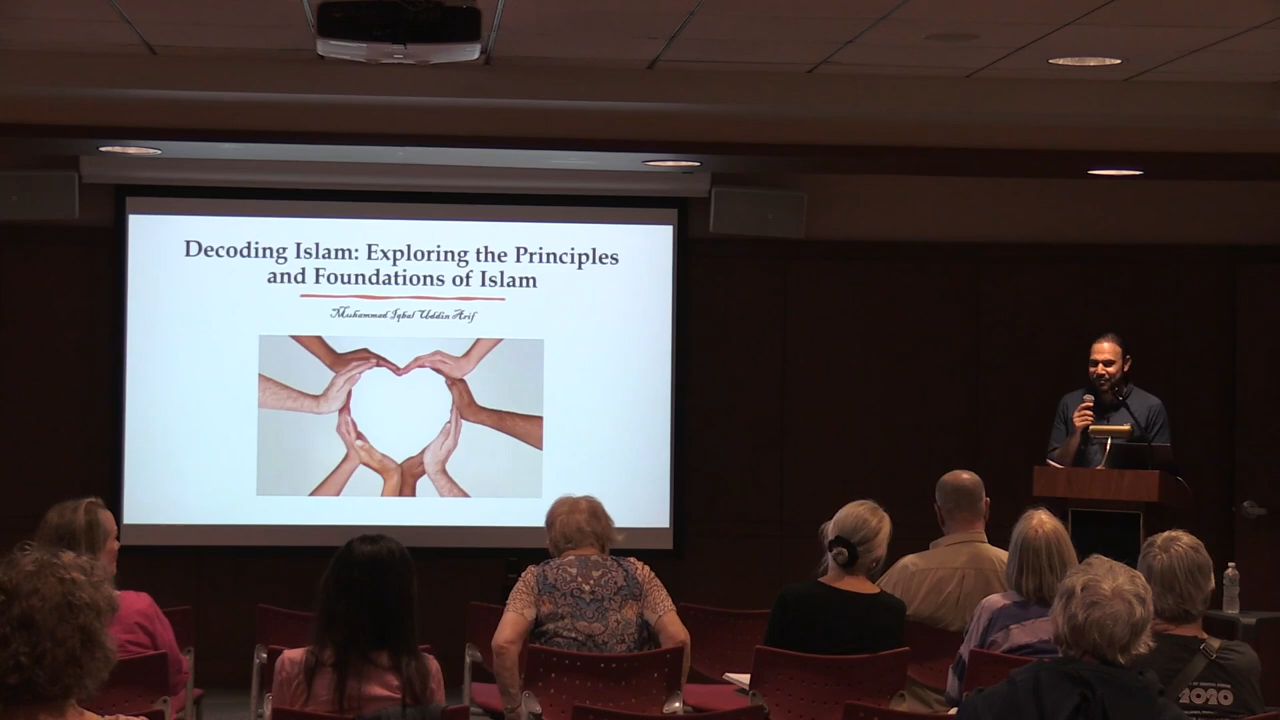 Decoding Islam: Exploring the Principles
and Foundations of Islam
Muhammad Iqbal Uddin Arif
2020